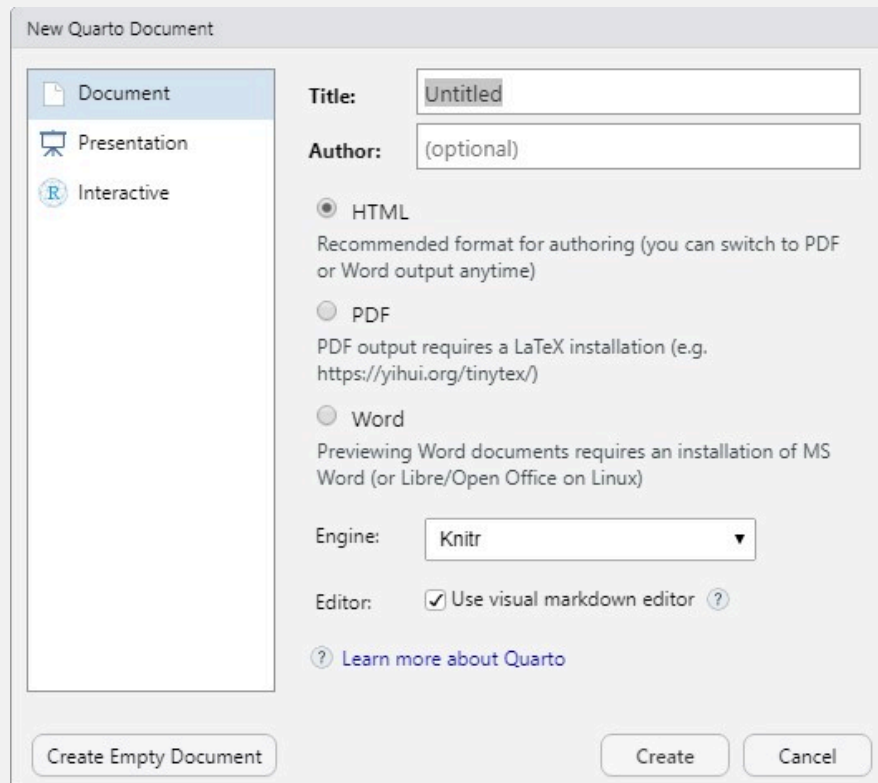 New Quarto Document
Document
Presentation
R Interactive
Title: Untitled
Author: (optional)
HTML
Recommended format for authoring (you can switch to PDF
or Word output anytime)
PDF
PDF output requires a LaTeX installation (e.g.
https://yihui.org/tinytex/)
Word
Previewing Word documents requires an installation of MS
Word (or Libre/Open Office on Linux)
Engine: Knitr
Editor: Use visual markdown editor ?
? Learn more about Quarto
Create Empty Document Create Cancel